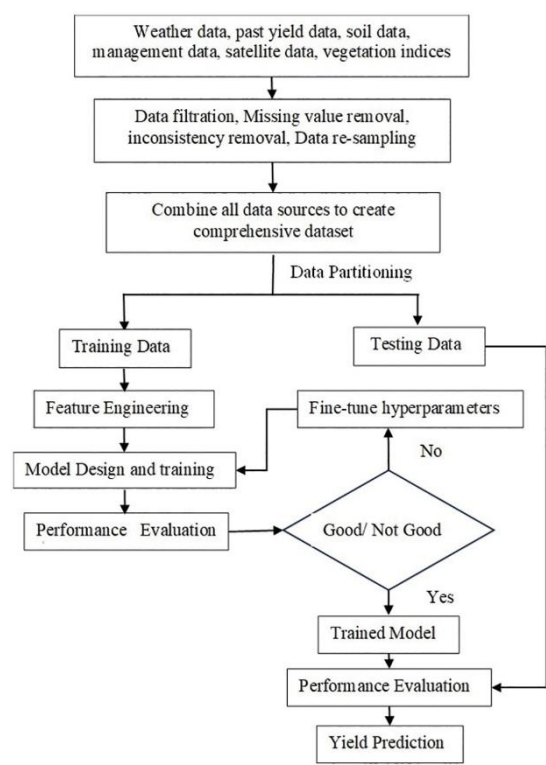 Weather data, past yield data, soil data,
management data, satellite data, vegetation indices
Data filtration, Missing value removal,
inconsistency removal, Data re-sampling
Combine all data sources to create
comprehensive dataset
Data Partitioning
Training Data
Testing Data
Feature Engineering
Fine-tune hyperparameters
Model Design and training
No
Performance Evaluation
Good/ Not Good
Yes
Trained Model
Performance Evaluation
Yield Prediction